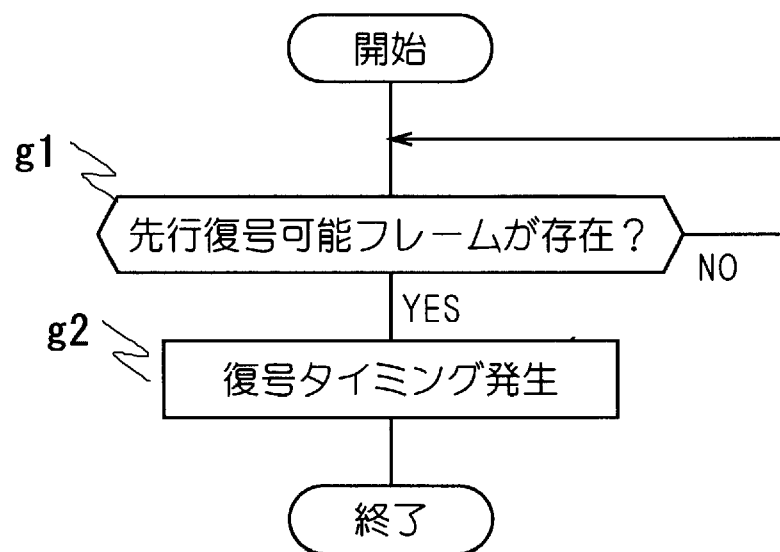 開始
g1
先行復号可能フレームが存在？
NO
YES
g2
復号タイミング発生
終了